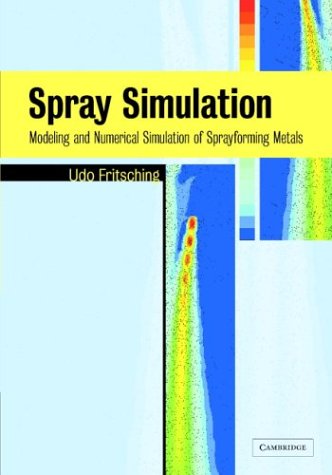 Spray Simulation
Modeling and Numerical Simulation of Sprayforming Metals
Udo Fritsching
CAMBRIDGE